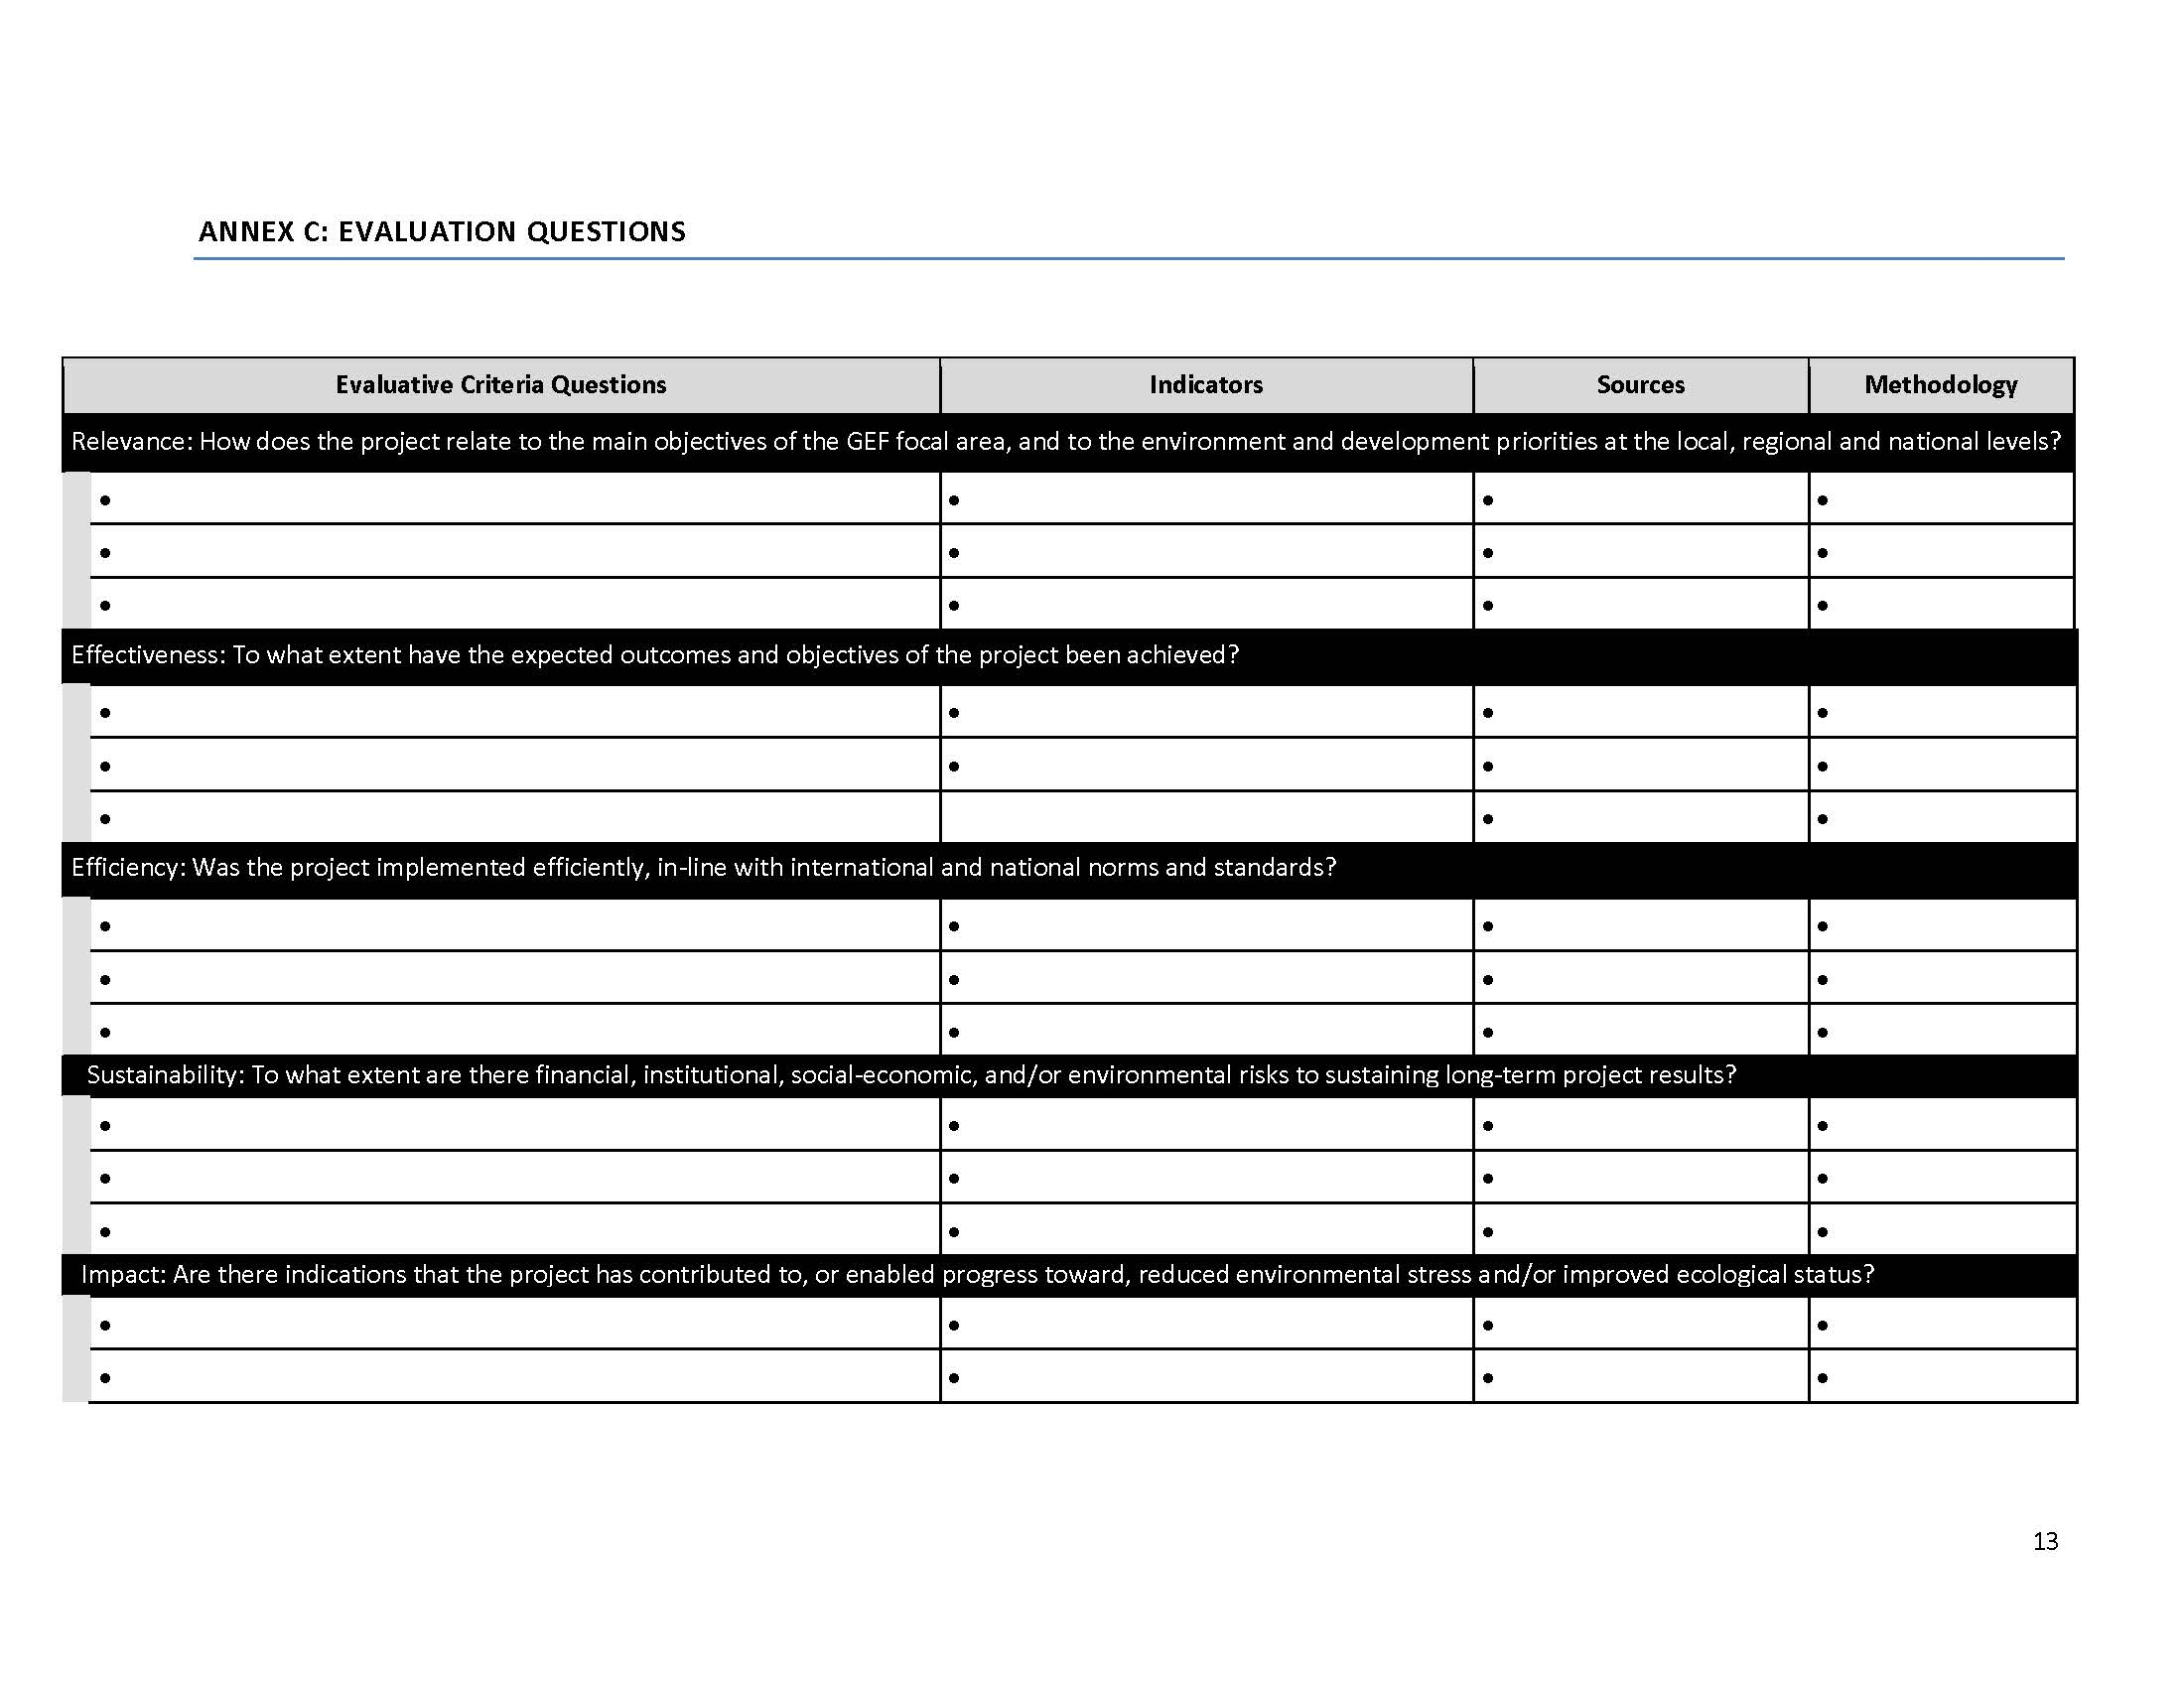 ANNEX C: EVALUATION QUESTIONS
Evaluative Criteria Questions Indicators Sources Methodology
Relevance: How does the project relate to the main objectives of the GEF focal area, and to the environment and development priorities at the local, regional and national levels?
• • • •
• • • •
• • • •
Effectiveness: To what extent have the expected outcomes and objectives of the project been achieved?
• • • •
• • • •
• • •
Efficiency: Was the project implemented efficiently, in-line with international and national norms and standards?
• • • •
• • • •
• • • •
Sustainability: To what extent are there financial, institutional, social-economic, and/or environmental risks to sustaining long-term project results?
• • • •
• • • •
• • • •
Impact: Are there indications that the project has contributed to, or enabled progress toward, reduced environmental stress and/or improved ecological status?
• • • •
• • • •
13